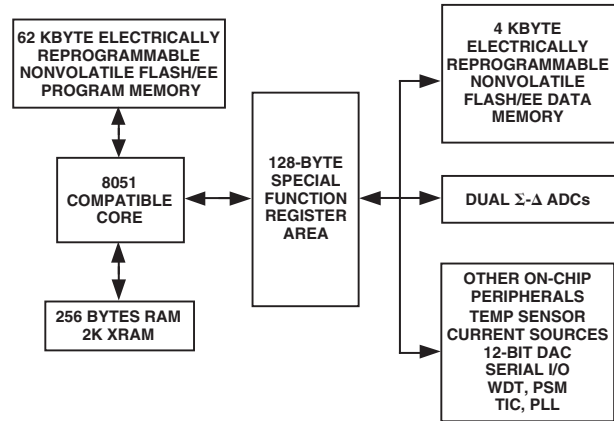 62 KBYTE ELECTRICALLY
REPROGRAMMABLE
NONVOLATILE FLASH/EE
PROGRAM MEMORY
8051
COMPATIBLE
CORE
256 BYTES RAM
2K XRAM
128-BYTE
SPECIAL
FUNCTION
REGISTER
AREA
4 KBYTE
ELECTRICALLY
REPROGRAMMABLE
NONVOLATILE
FLASH/EE DATA
MEMORY
DUAL Σ-Δ ADCs
OTHER ON-CHIP
PERIPHERALS
TEMP SENSOR
CURRENT SOURCES
12-BIT DAC
SERIAL I/O
WDT, PSM
TIC, PLL